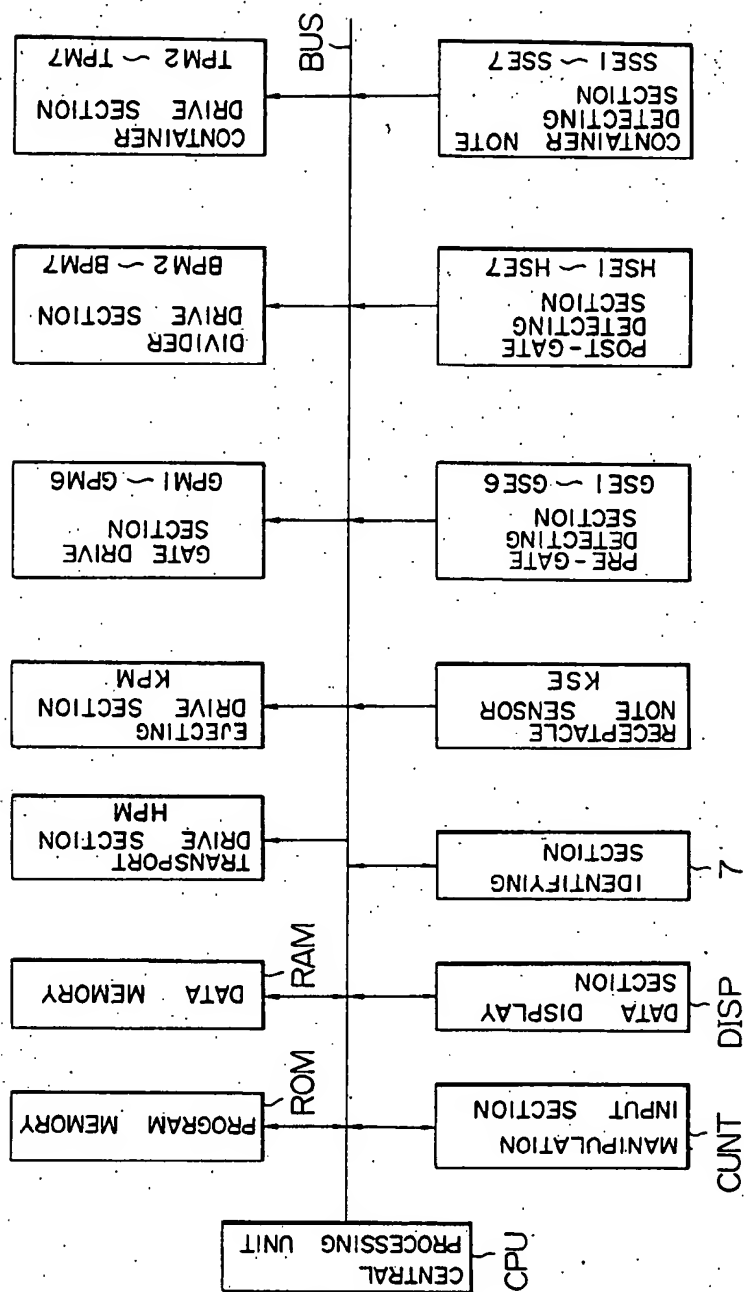 CENTRAL
PROCESSING UNIT
CPU
PROGRAM MEMORY
ROM
DATA MEMORY
RAM
TRANSPORT
DRIVE SECTION
HPM
EJECTING
DRIVE SECTION
KPM
GATE DRIVE
SECTION
GPM1 ~ GPM6
DIVIDER
DRIVE SECTION
BPM2 ~ BPM7
CONTAINER
DRIVE SECTION
TPM2 ~ TPM7
BUS
MANIPULATION
INPUT SECTION
CUNT
DATA DISPLAY
SECTION
DISP
IDENTIFYING
SECTION
7
RECEPTACLE
NOTE SENSOR
KSE
PRE-GATE
DETECTING
SECTION
GSE1 ~ GSE6
POST-GATE
DETECTING
SECTION
HSE1 ~ HSE7
CONTAINER NOTE
DETECTING
SECTION
SSE1 ~ SSE7